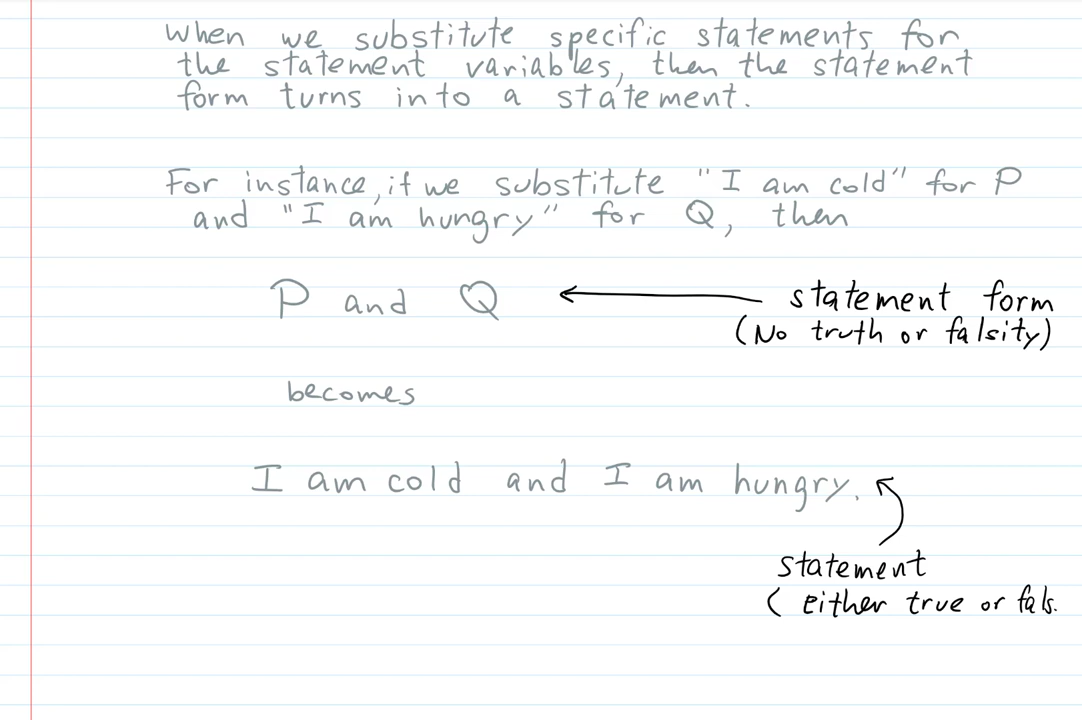 When we substitute specific statements for
the statement variables, then the statement
form turns into a statement.
For instance, if we substitute "I am cold" for P
and "I am hungry" for Q, then
P and Q
statement form
(No truth or falsity)
becomes
I am cold and I am hungry.
statement
( Either true or fals.